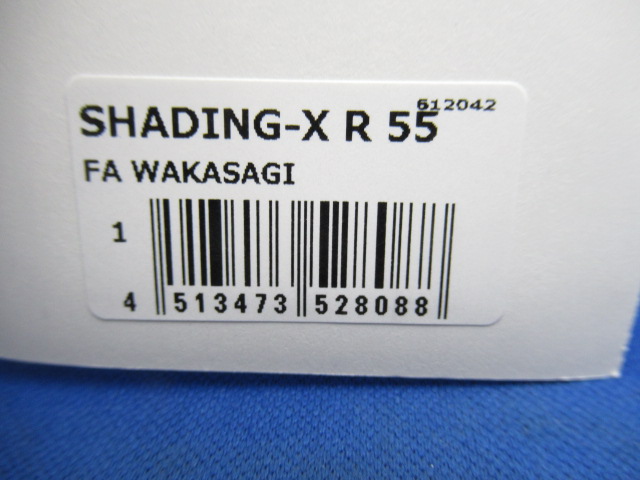 612042
SHADING-X R 55
FA WAKASAGI
1
4 513473 528088